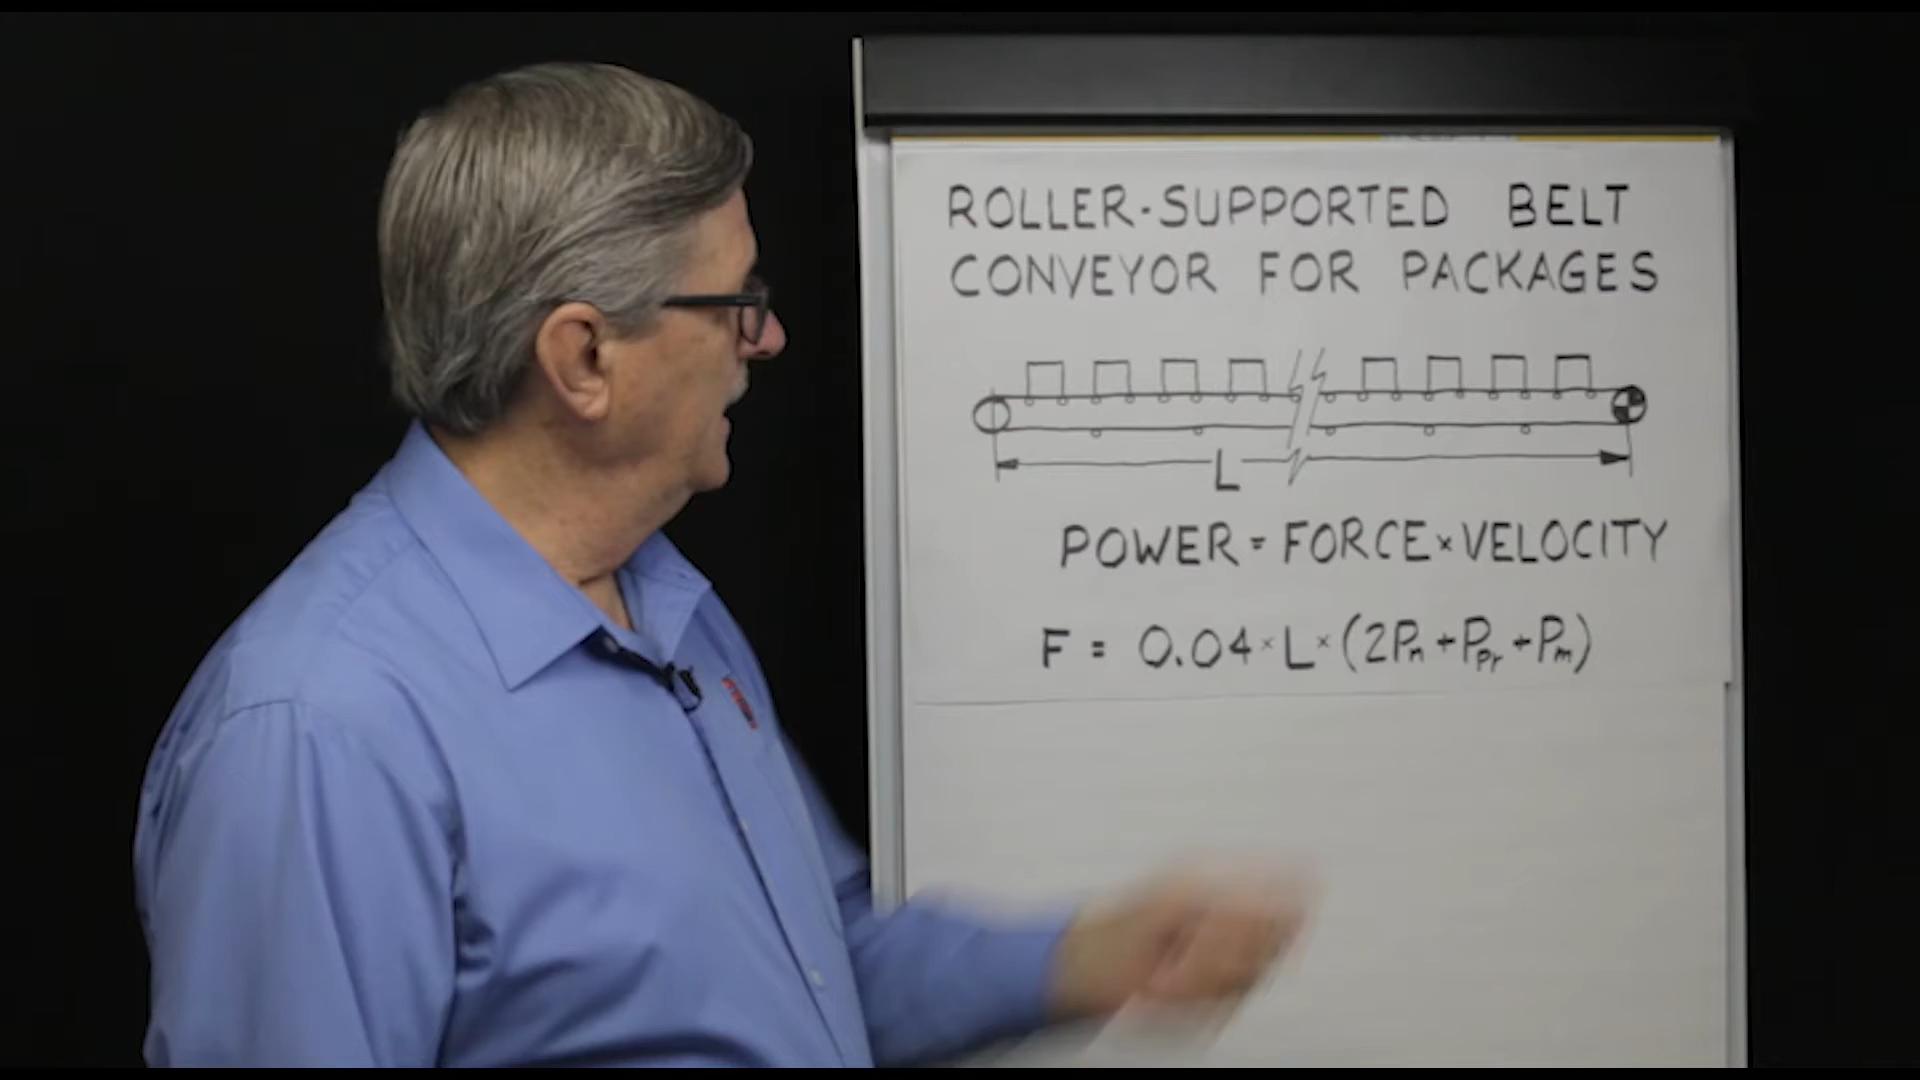 ROLLER-SUPPORTED BELT
CONVEYOR FOR PACKAGES
L
POWER = FORCE × VELOCITY
F = 0.04 × L × (2Pn + Ppr + Pm)